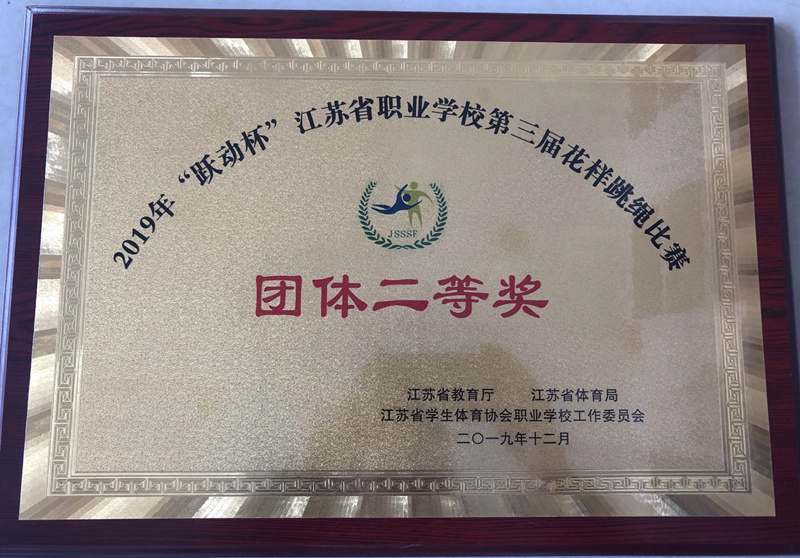 2019年“跃动杯”江苏省职业学校第三届花样跳绳比赛
JSSSF
团体二等奖
江苏省教育厅 江苏省体育局
江苏省学生体育协会职业学校工作委员会
二〇一九年十二月